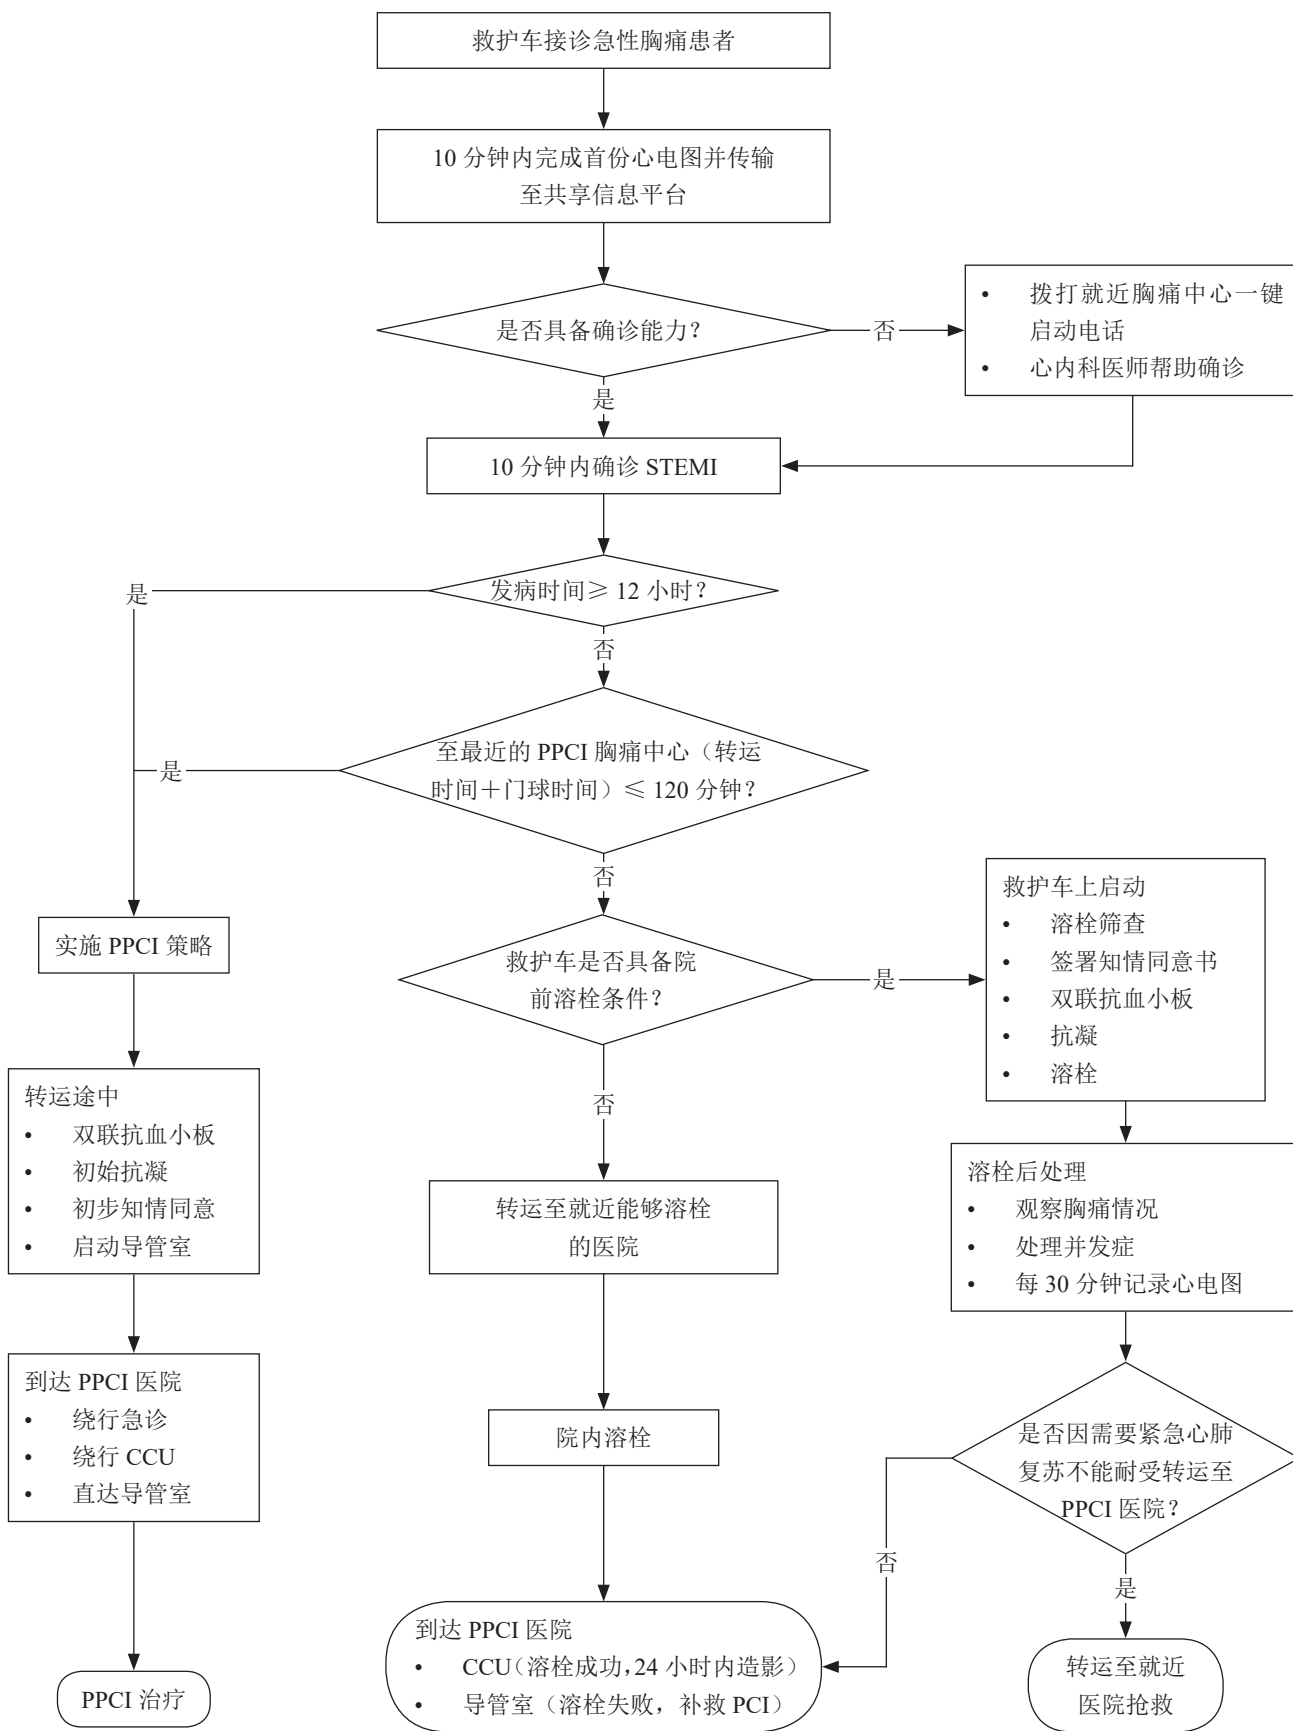 救护车接诊急性胸痛患者
10 分钟内完成首份心电图并传输
至共享信息平台
是否具备确诊能力？
否
• 拨打就近胸痛中心一键
启动电话
• 心内科医师帮助确诊
是
10 分钟内确诊 STEMI
发病时间≥ 12 小时？
是
否
至最近的 PPCI 胸痛中心（转运
时间＋门球时间）≤ 120 分钟？
是
否
实施 PPCI 策略
救护车是否具备院
前溶栓条件？
是
救护车上启动
• 溶栓筛查
• 签署知情同意书
• 双联抗血小板
• 抗凝
• 溶栓
转运途中
• 双联抗血小板
• 初始抗凝
• 初步知情同意
• 启动导管室
否
转运至就近能够溶栓
的医院
溶栓后处理
• 观察胸痛情况
• 处理并发症
• 每 30 分钟记录心电图
到达 PPCI 医院
• 绕行急诊
• 绕行 CCU
• 直达导管室
院内溶栓
是否因需要紧急心肺
复苏不能耐受转运至
PPCI 医院？
否
是
PPCI 治疗
到达 PPCI 医院
• CCU（溶栓成功，24 小时内造影）
• 导管室（溶栓失败，补救 PCI）
转运至就近
医院抢救